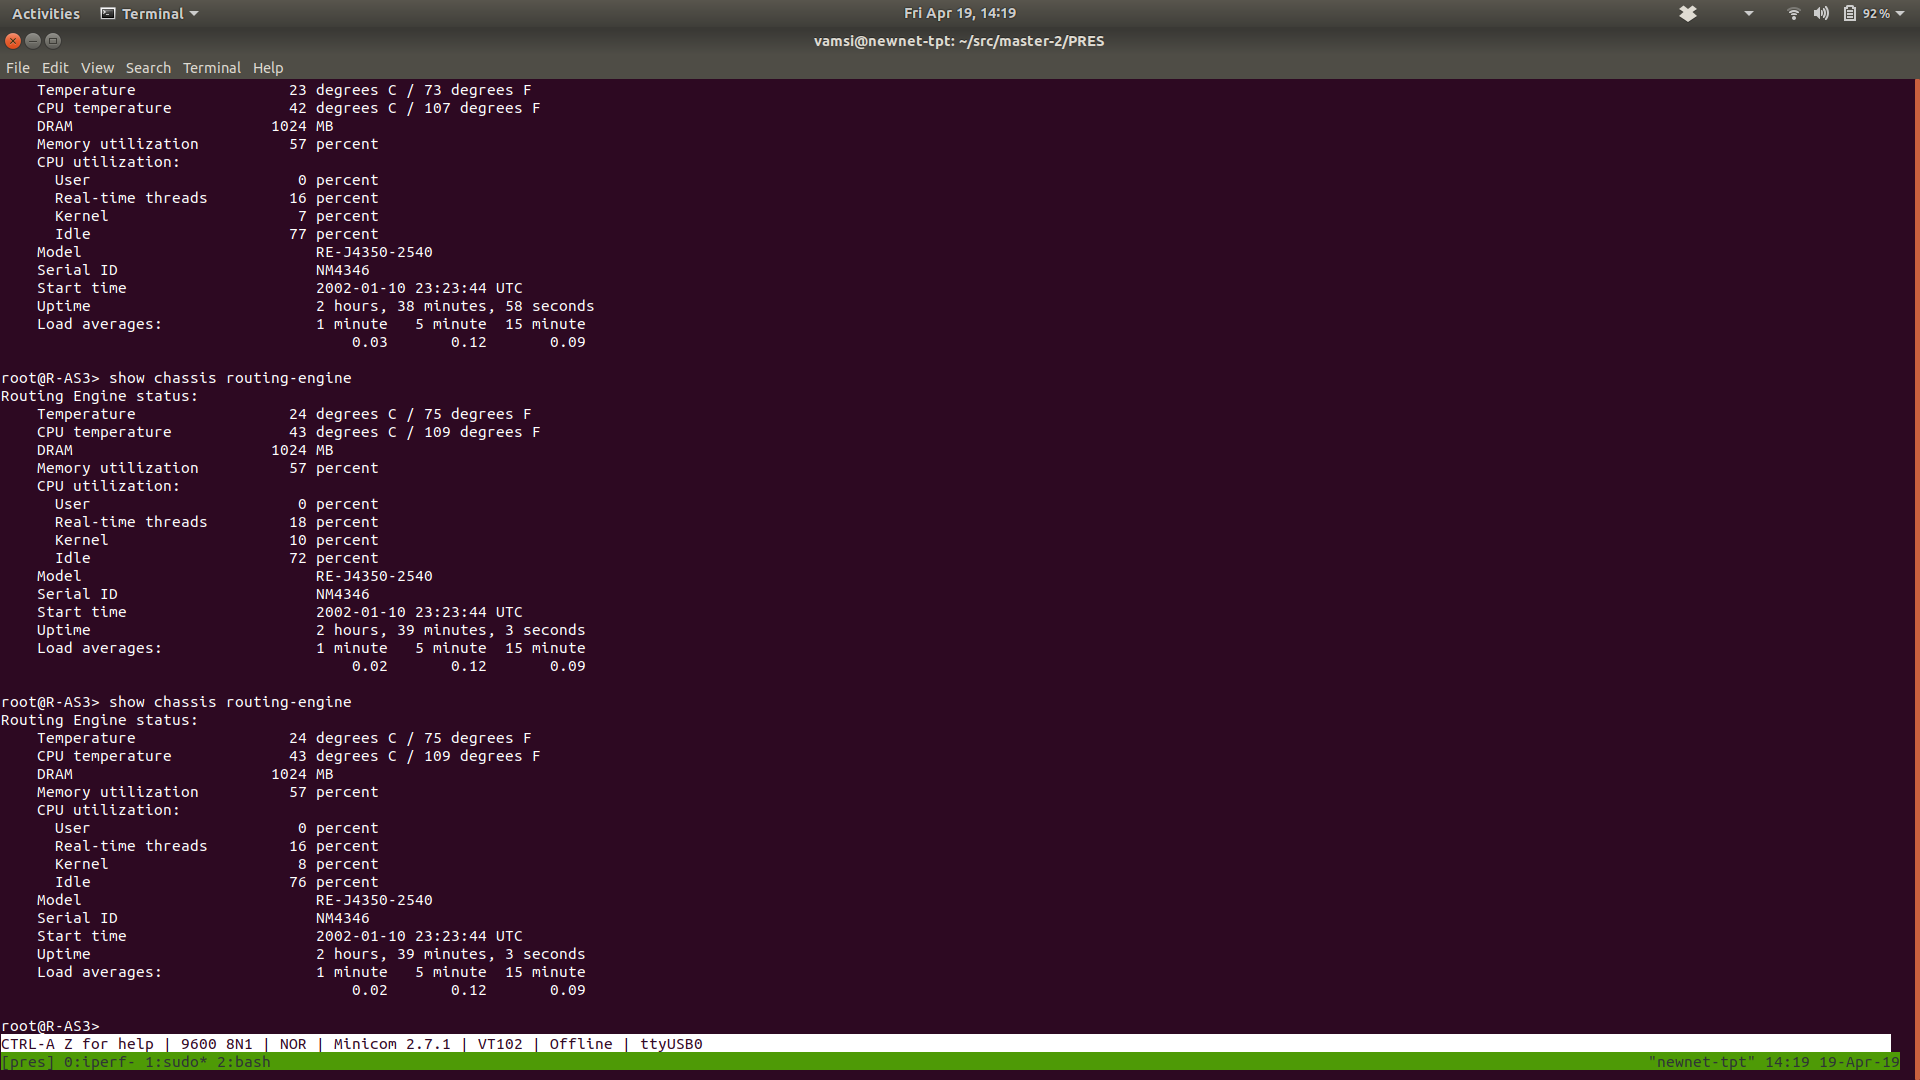 Activities Terminal Fri Apr 19, 14:19 92 %
vamsi@newnet-tpt: ~/src/master-2/PRES
File Edit View Search Terminal Help
    Temperature                 23 degrees C / 73 degrees F
    CPU temperature             42 degrees C / 107 degrees F
    DRAM                      1024 MB
    Memory utilization          57 percent
    CPU utilization:
      User                       0 percent
      Real-time threads         16 percent
      Kernel                     7 percent
      Idle                      77 percent
    Model                          RE-J4350-2540
    Serial ID                      NM4346
    Start time                     2002-01-10 23:23:44 UTC
    Uptime                         2 hours, 38 minutes, 58 seconds
    Load averages:                 1 minute   5 minute  15 minute
                                       0.03       0.12       0.09
root@R-AS3> show chassis routing-engine
Routing Engine status:
    Temperature                 24 degrees C / 75 degrees F
    CPU temperature             43 degrees C / 109 degrees F
    DRAM                      1024 MB
    Memory utilization          57 percent
    CPU utilization:
      User                       0 percent
      Real-time threads         18 percent
      Kernel                    10 percent
      Idle                      72 percent
    Model                          RE-J4350-2540
    Serial ID                      NM4346
    Start time                     2002-01-10 23:23:44 UTC
    Uptime                         2 hours, 39 minutes, 3 seconds
    Load averages:                 1 minute   5 minute  15 minute
                                       0.02       0.12       0.09
root@R-AS3> show chassis routing-engine
Routing Engine status:
    Temperature                 24 degrees C / 75 degrees F
    CPU temperature             43 degrees C / 109 degrees F
    DRAM                      1024 MB
    Memory utilization          57 percent
    CPU utilization:
      User                       0 percent
      Real-time threads         16 percent
      Kernel                     8 percent
      Idle                      76 percent
    Model                          RE-J4350-2540
    Serial ID                      NM4346
    Start time                     2002-01-10 23:23:44 UTC
    Uptime                         2 hours, 39 minutes, 3 seconds
    Load averages:                 1 minute   5 minute  15 minute
                                       0.02       0.12       0.09
root@R-AS3>
CTRL-A Z for help | 9600 8N1 | NOR | Minicom 2.7.1 | VT102 | Offline | ttyUSB0
[pres] 0:iperf- 1:sudo* 2:bash "newnet-tpt" 14:19 19-Apr-19